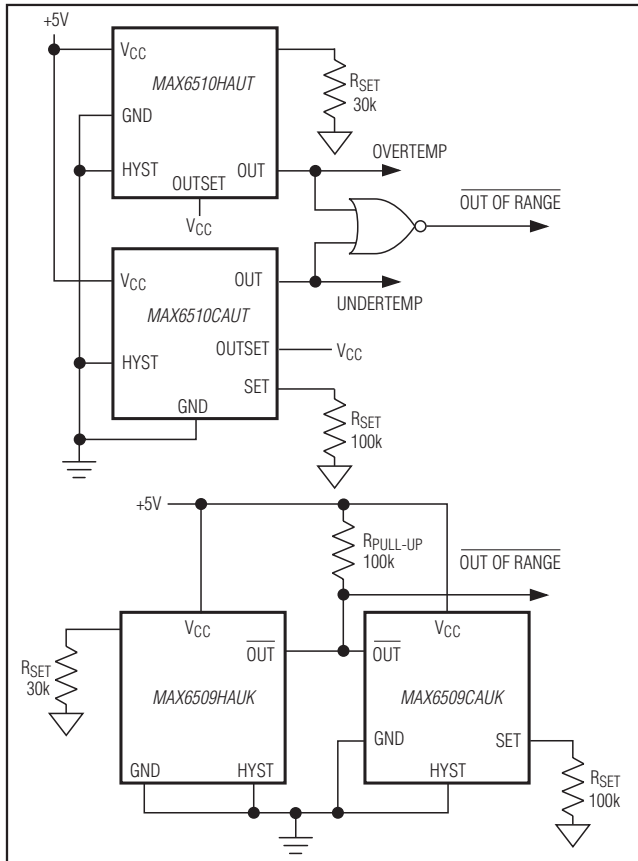 +5V
VCC
MAX6510HAUT
RSET
30k
GND
OVERTEMP
HYST
OUT
OUTSET
OUT OF RANGE
VCC
VCC
OUT
MAX6510CAUT
UNDERTEMP
OUTSET
VCC
HYST
SET
GND
RSET
100k
+5V
RPULL-UP
100k
OUT OF RANGE
VCC
VCC
OUT
OUT
RSET
30k
MAX6509HAUK
MAX6509CAUK
GND
SET
GND
HYST
HYST
RSET
100k